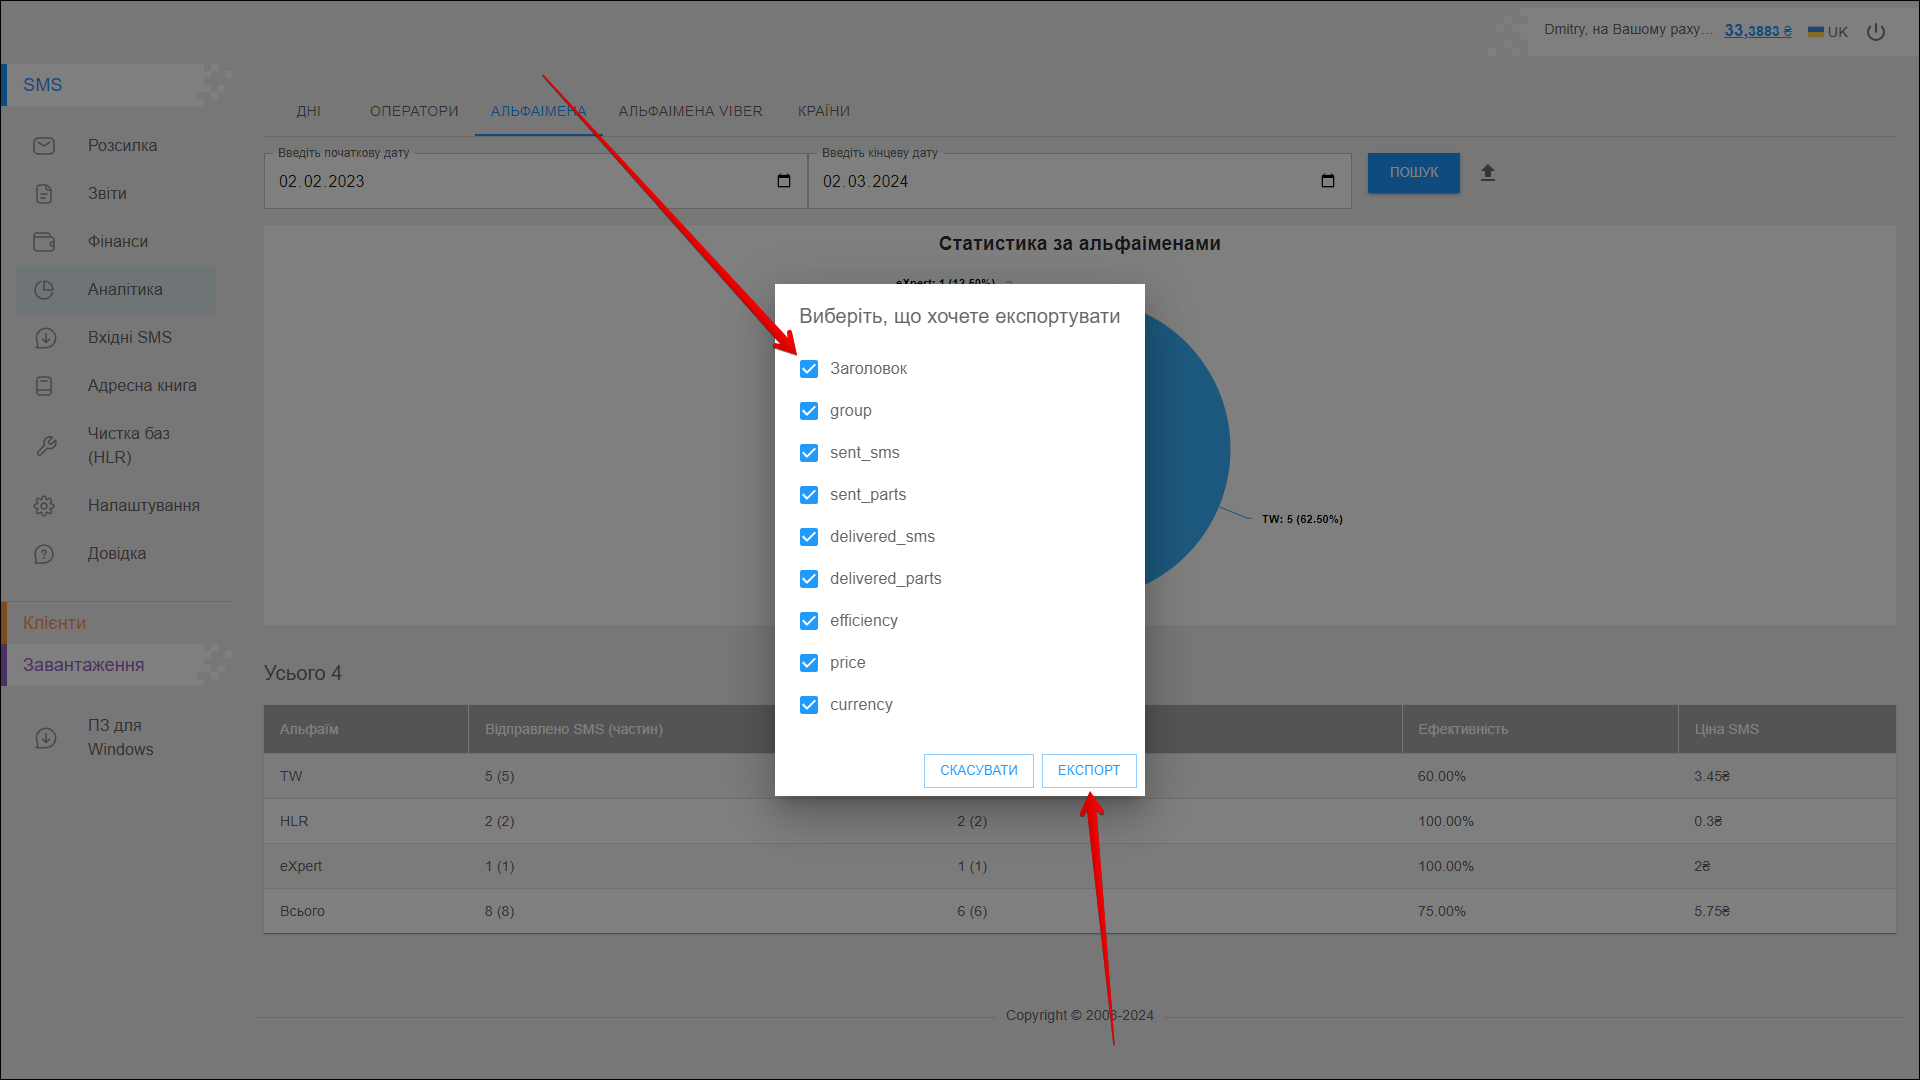 Dmitry, на Вашому раху... 33,3883 ₴ UK
SMS
Розсилка
Звіти
Фінанси
Аналітика
Вхідні SMS
Адресна книга
Чистка баз
(HLR)
Налаштування
Довідка
Клієнти
Завантаження
ПЗ для
Windows
ДНІ ОПЕРАТОРИ АЛЬФАІМЕНА АЛЬФАІМЕНА VIBER КРАЇНИ
Введіть початкову дату Введіть кінцеву дату
02.02.2023 02.03.2024 ПОШУК
Статистика за альфаіменами
eXpert: 1 (12.50%)
TW: 5 (62.50%)
Виберіть, що хочете експортувати
Заголовок
group
sent_sms
sent_parts
delivered_sms
delivered_parts
efficiency
price
currency
СКАСУВАТИ ЕКСПОРТ
Усього 4
Альфаім Відправлено SMS (частин) Ефективність Ціна SMS
TW 5 (5) 60.00% 3.45₴
HLR 2 (2) 2 (2) 100.00% 0.3₴
eXpert 1 (1) 1 (1) 100.00% 2₴
Всього 8 (8) 6 (6) 75.00% 5.75₴
Copyright © 2008-2024